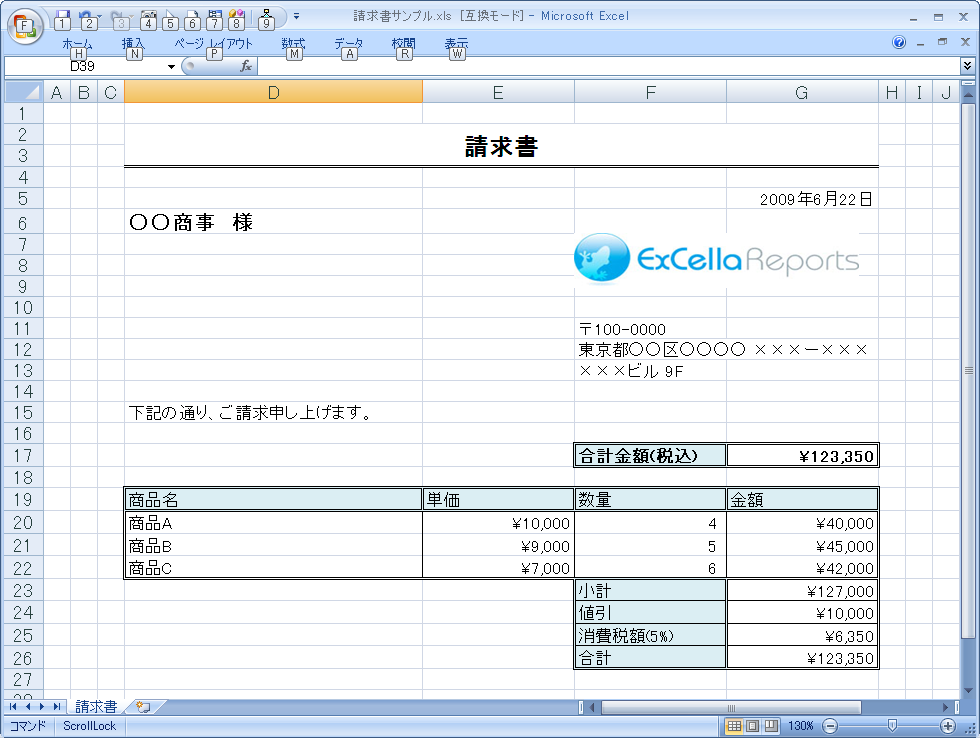 請求書サンプル.xls [互換モード] - Microsoft Excel
1 2 3 4 5 6 7 8 9
F
ホーム 挿入 ページ レイアウト 数式 データ 校閲 表示
H N P M A R W
D39 fx
A B C D E F G H I J
1
2
請求書
3
4
5 2009年6月22日
6 〇〇商事 様
7
8 ExCellaReports
9
10
11 〒100-0000
12 東京都〇〇区〇〇〇〇 ×××ー×××
13 ×××ビル 9F
14
15 下記の通り、ご請求申し上げます。
16
17 合計金額(税込) ¥123,350
18
19 商品名 単価 数量 金額
20 商品A ¥10,000 4 ¥40,000
21 商品B ¥9,000 5 ¥45,000
22 商品C ¥7,000 6 ¥42,000
23 小計 ¥127,000
24 値引 ¥10,000
25 消費税額(5%) ¥6,350
26 合計 ¥123,350
27
28
請求書
コマンド ScrollLock 130%